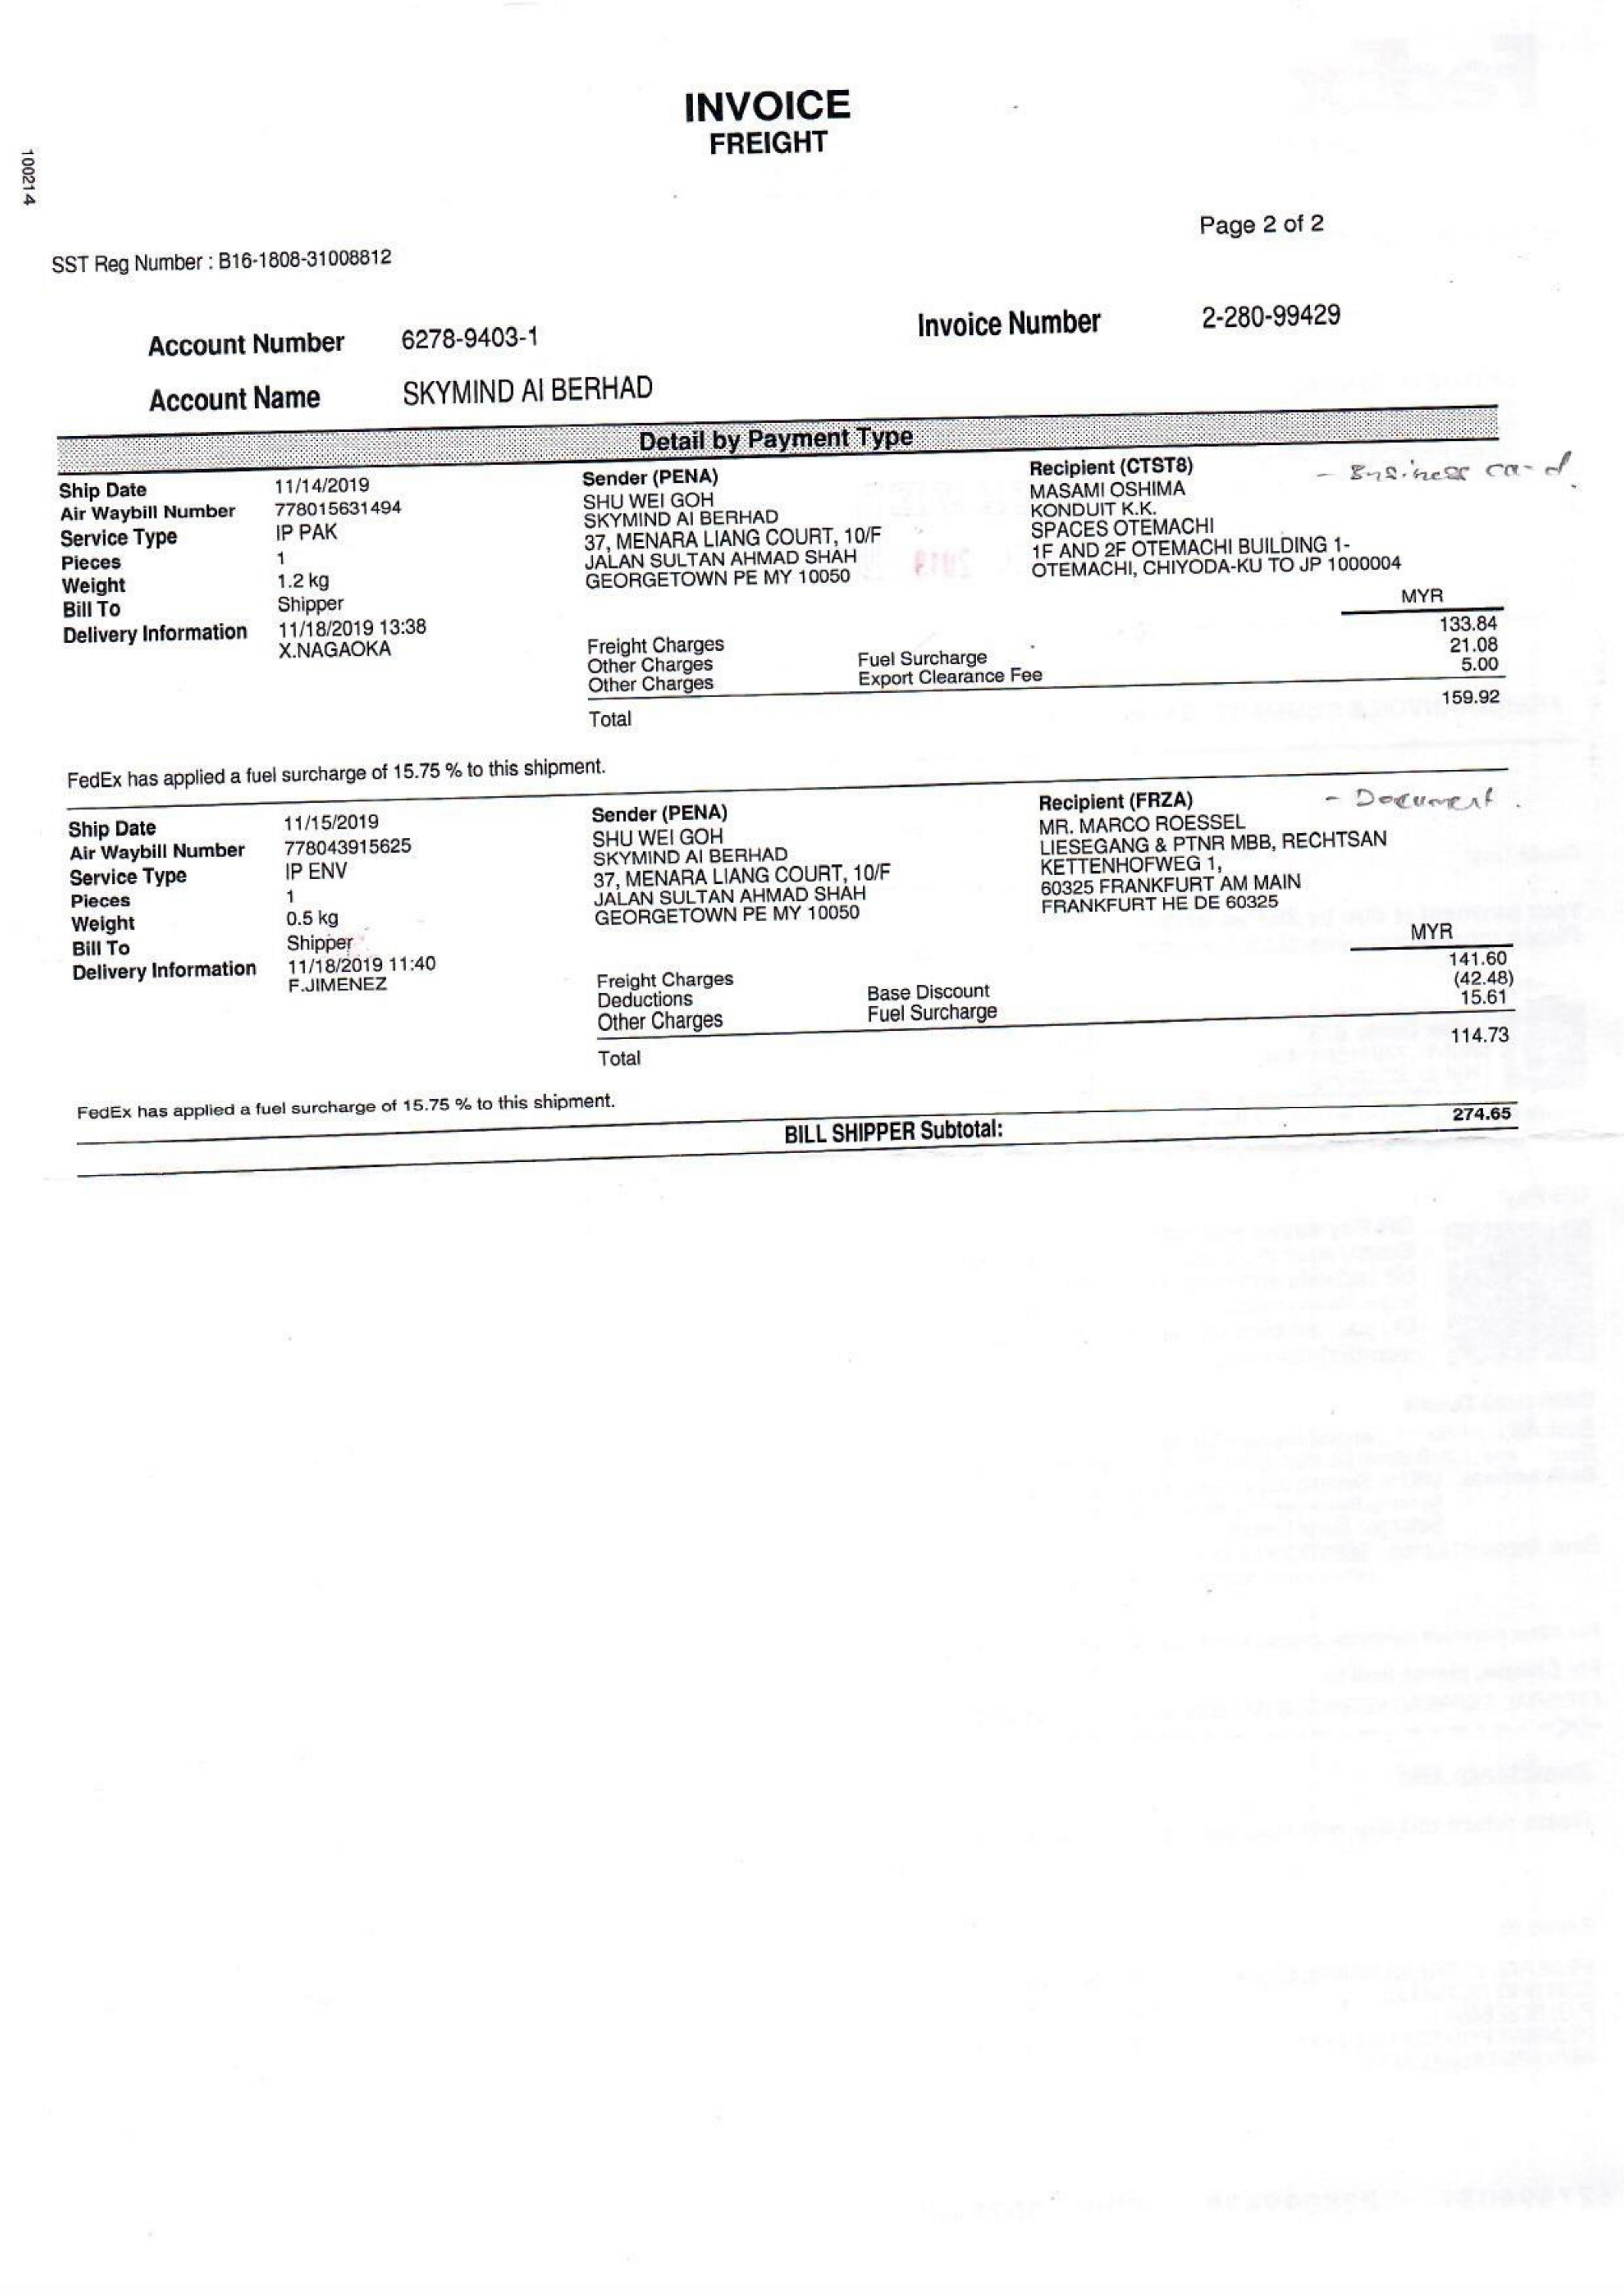 INVOICE
FREIGHT
100214
Page 2 of 2
SST Reg Number : B16-1808-31008812
Account Number 6278-9403-1 Invoice Number 2-280-99429
Account Name SKYMIND AI BERHAD
Detail by Payment Type
Ship Date 11/14/2019 Sender (PENA) Recipient (CTST8) - Business card.
Air Waybill Number 778015631494 SHU WEI GOH MASAMI OSHIMA
Service Type IP PAK SKYMIND AI BERHAD KONDUIT K.K.
Pieces 1 37, MENARA LIANG COURT, 10/F SPACES OTEMACHI
Weight 1.2 kg JALAN SULTAN AHMAD SHAH 1F AND 2F OTEMACHI BUILDING 1-
Bill To Shipper GEORGETOWN PE MY 10050 OTEMACHI, CHIYODA-KU TO JP 1000004
Delivery Information 11/18/2019 13:38
X.NAGAOKA
MYR
Freight Charges 133.84
Other Charges Fuel Surcharge 21.08
Other Charges Export Clearance Fee 5.00
Total 159.92
FedEx has applied a fuel surcharge of 15.75 % to this shipment.
Ship Date 11/15/2019 Sender (PENA) Recipient (FRZA) - Document.
Air Waybill Number 778043915625 SHU WEI GOH MR. MARCO ROESSEL
Service Type IP ENV SKYMIND AI BERHAD LIESEGANG & PTNR MBB, RECHTSAN
Pieces 1 37, MENARA LIANG COURT, 10/F KETTENHOFWEG 1,
Weight 0.5 kg JALAN SULTAN AHMAD SHAH 60325 FRANKFURT AM MAIN
Bill To Shipper GEORGETOWN PE MY 10050 FRANKFURT HE DE 60325
Delivery Information 11/18/2019 11:40
F.JIMENEZ
MYR
Freight Charges 141.60
Deductions Base Discount (42.48)
Other Charges Fuel Surcharge 15.61
Total 114.73
FedEx has applied a fuel surcharge of 15.75 % to this shipment.
BILL SHIPPER Subtotal: 274.65